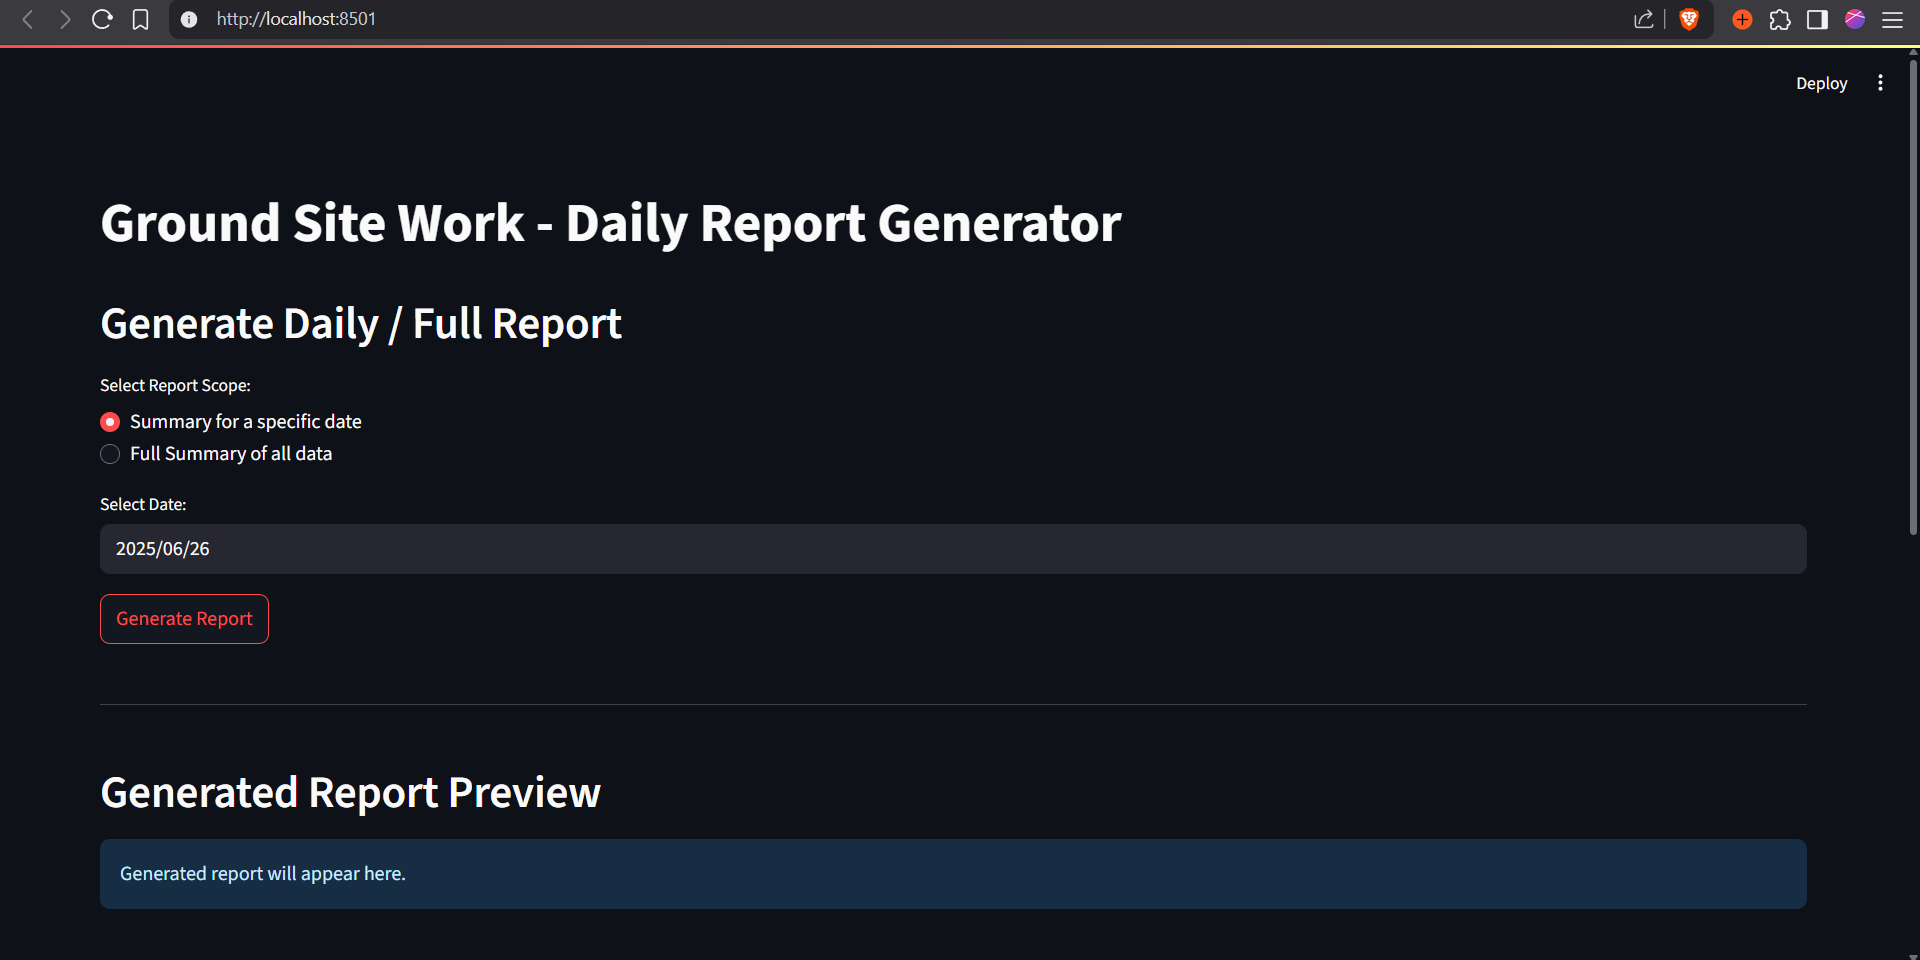 http://localhost:8501
Deploy
Ground Site Work - Daily Report Generator
Generate Daily / Full Report
Select Report Scope:
Summary for a specific date
Full Summary of all data
Select Date:
2025/06/26
Generate Report
Generated Report Preview
Generated report will appear here.